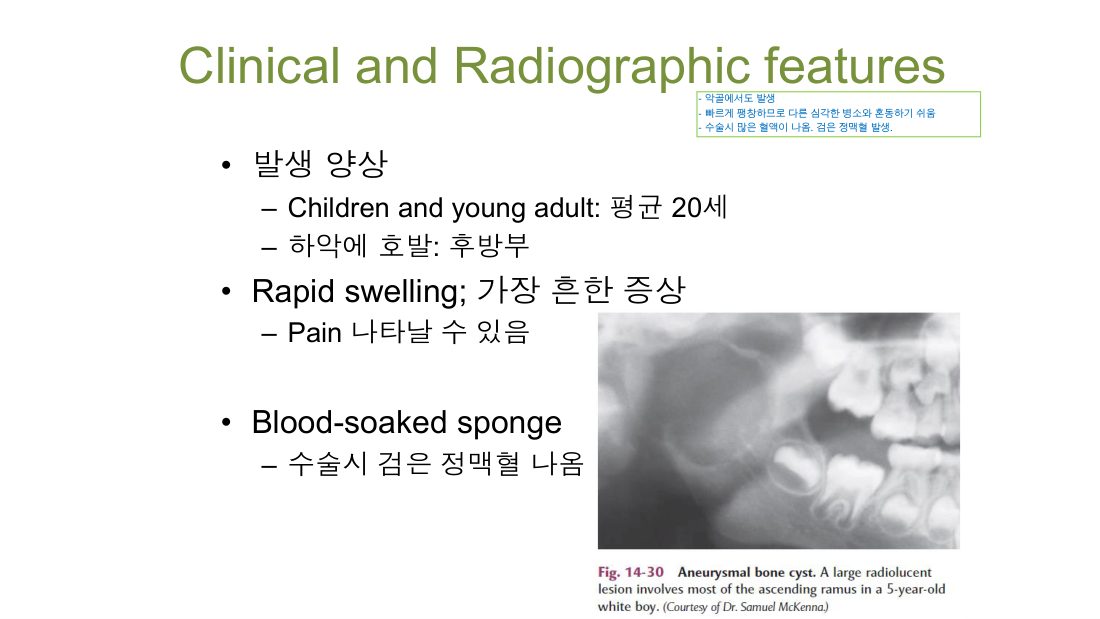 Clinical and Radiographic features
- 악골에서도 발생
- 빠르게 팽창하므로 다른 심각한 병소와 혼동하기 쉬움
- 수술시 많은 혈액이 나옴. 검은 정맥혈 발생.
• 발생 양상
– Children and young adult: 평균 20세
– 하악에 호발: 후방부
• Rapid swelling; 가장 흔한 증상
– Pain 나타날 수 있음
• Blood-soaked sponge
– 수술시 검은 정맥혈 나옴
Fig. 14-30 Aneurysmal bone cyst. A large radiolucent
lesion involves most of the ascending ramus in a 5-year-old
white boy. (Courtesy of Dr. Samuel McKenna.)